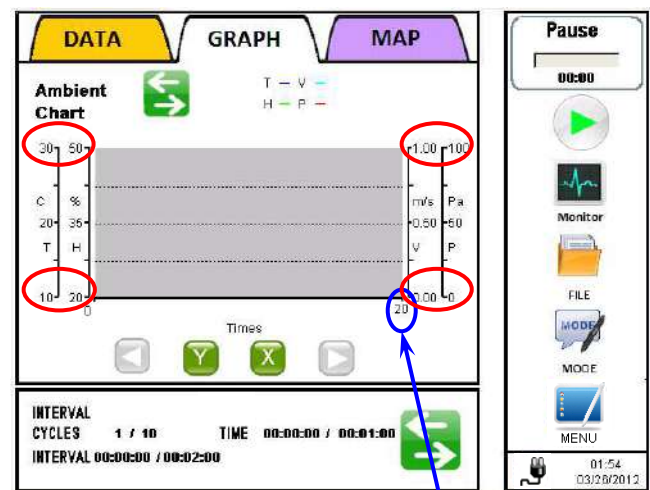 DATA GRAPH MAP
Ambient
Chart
T V
H P
30 50 1.00 100
C % m/s Pa
20 35 0.50 50
T H V P
10 20 0.00 0
0 20
Times
Y X
INTERVAL
CYCLES 1 / 10 TIME 00:00:00 / 00:01:00
INTERVAL 00:00:00 / 00:02:00
Pause
00:00
Monitor
FILE
MODE
MODE
MENU
01:54
03/28/2012